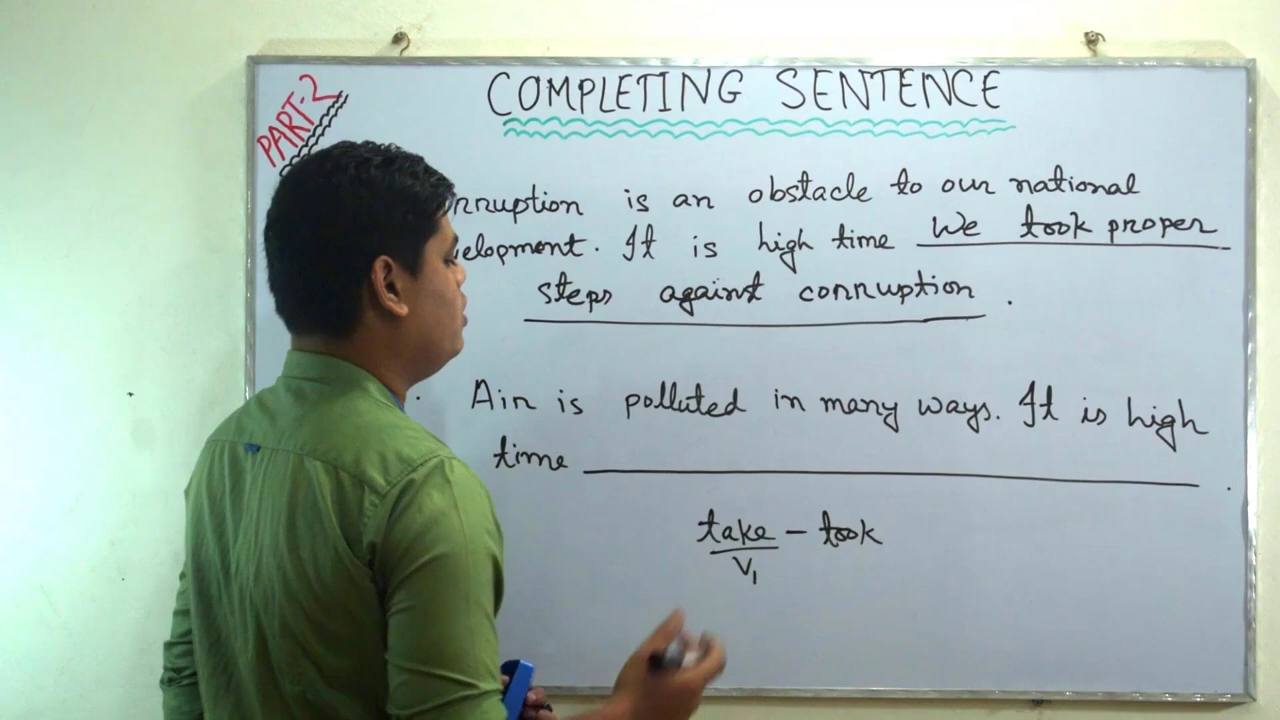 PART-2
COMPLETING SENTENCE
rruption is an obstacle to our national
elopment. It is high time We took proper
steps against corruption.
Air is polluted in many ways. It is high
time
take - took
V1